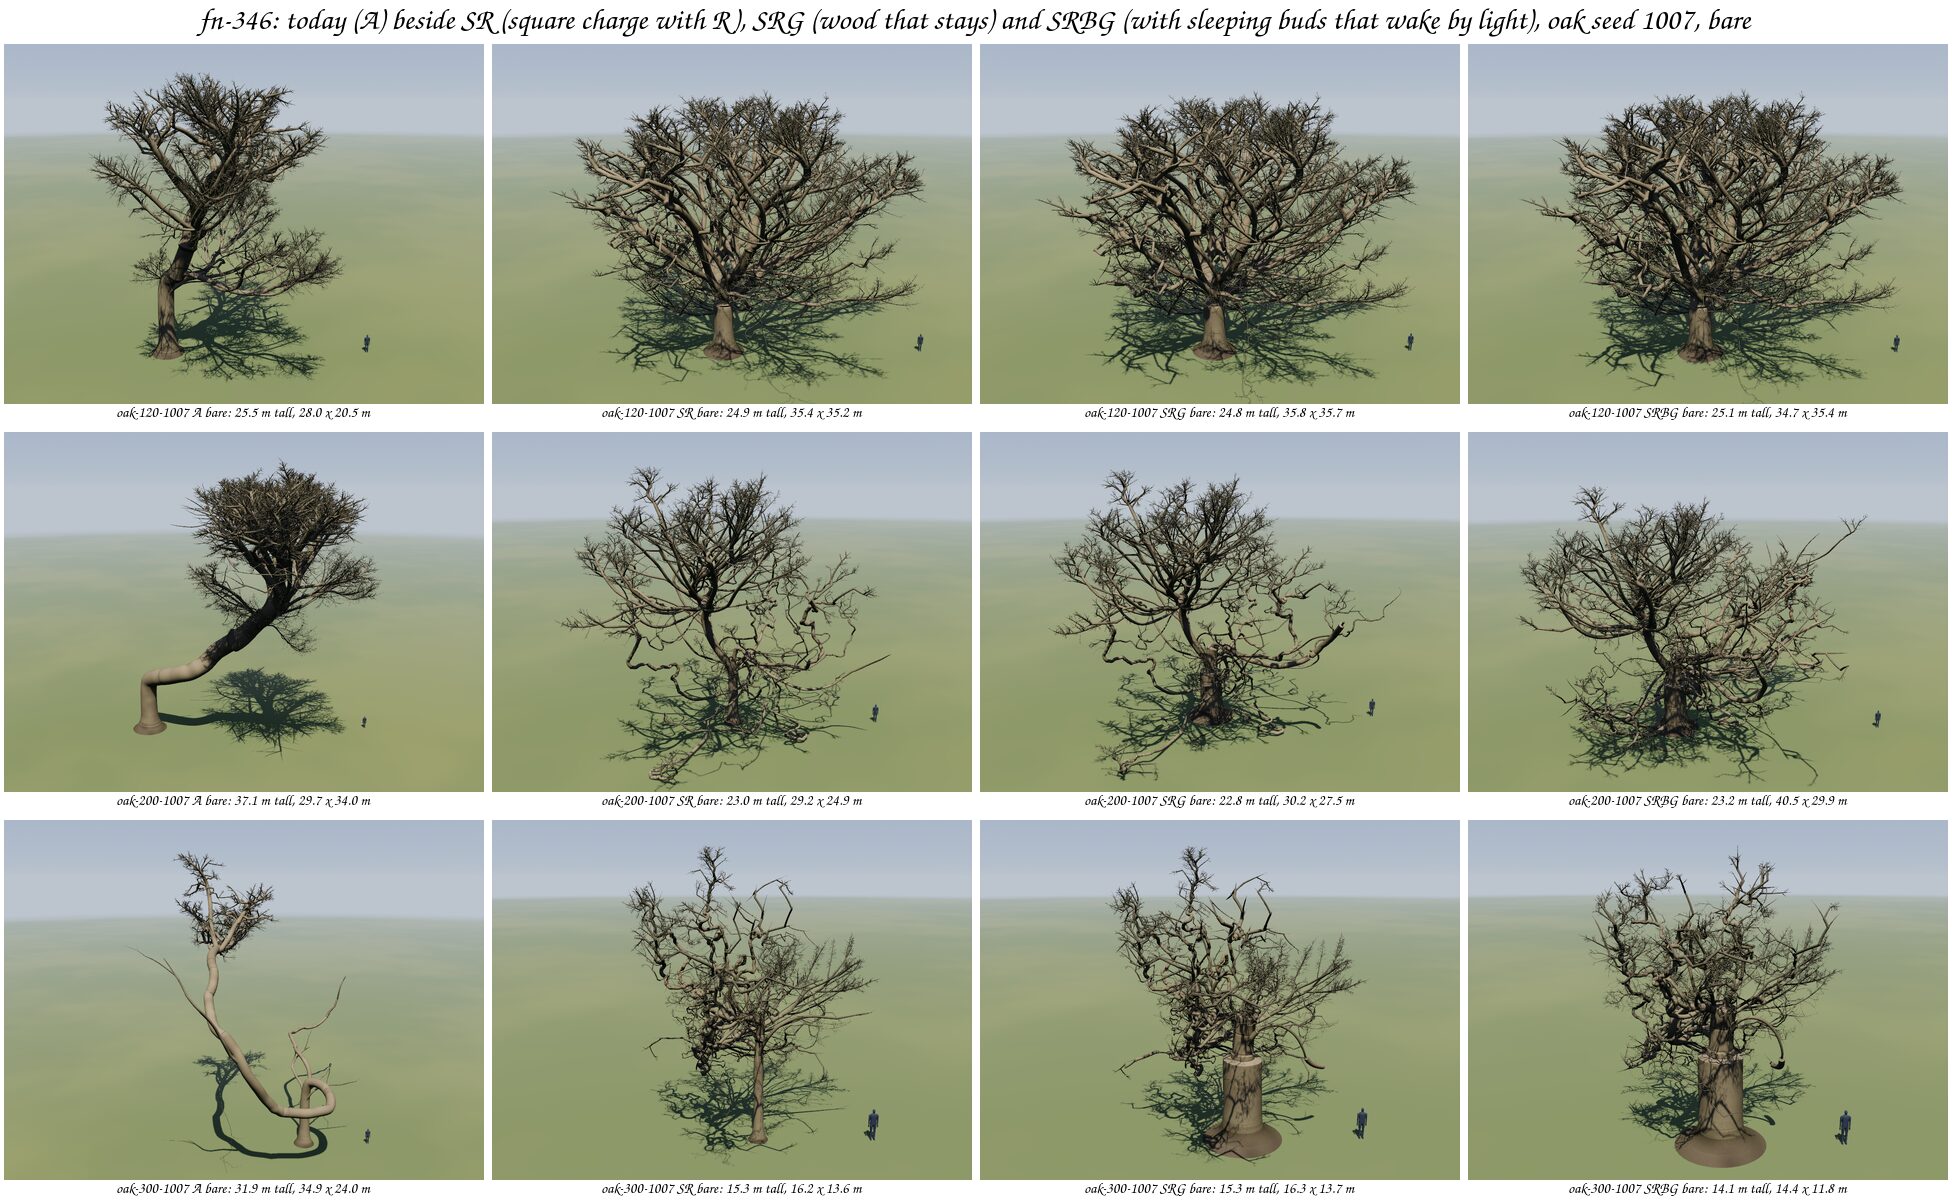 fn-346: today (A) beside SR (square charge with R), SRG (wood that stays) and SRBG (with sleeping buds that wake by light), oak seed 1007, bare
oak-120-1007 A bare: 25.5 m tall, 28.0 x 20.5 m
oak-120-1007 SR bare: 24.9 m tall, 35.4 x 35.2 m
oak-120-1007 SRG bare: 24.8 m tall, 35.8 x 35.7 m
oak-120-1007 SRBG bare: 25.1 m tall, 34.7 x 35.4 m
oak-200-1007 A bare: 37.1 m tall, 29.7 x 34.0 m
oak-200-1007 SR bare: 23.0 m tall, 29.2 x 24.9 m
oak-200-1007 SRG bare: 22.8 m tall, 30.2 x 27.5 m
oak-200-1007 SRBG bare: 23.2 m tall, 40.5 x 29.9 m
oak-300-1007 A bare: 31.9 m tall, 34.9 x 24.0 m
oak-300-1007 SR bare: 15.3 m tall, 16.2 x 13.6 m
oak-300-1007 SRG bare: 15.3 m tall, 16.3 x 13.7 m
oak-300-1007 SRBG bare: 14.1 m tall, 14.4 x 11.8 m